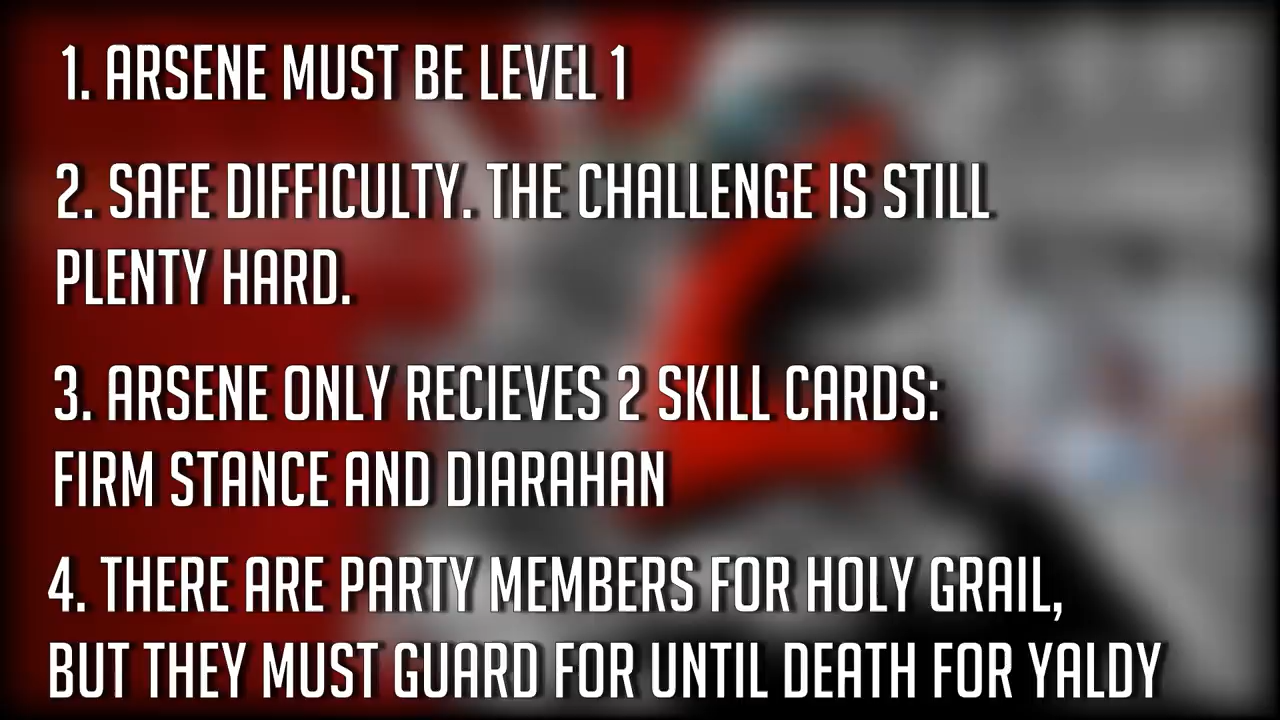 1. ARSENE MUST BE LEVEL 1
2. SAFE DIFFICULTY. THE CHALLENGE IS STILL
PLENTY HARD.
3. ARSENE ONLY RECIEVES 2 SKILL CARDS:
FIRM STANCE AND DIARAHAN
4. THERE ARE PARTY MEMBERS FOR HOLY GRAIL,
BUT THEY MUST GUARD FOR UNTIL DEATH FOR YALDY